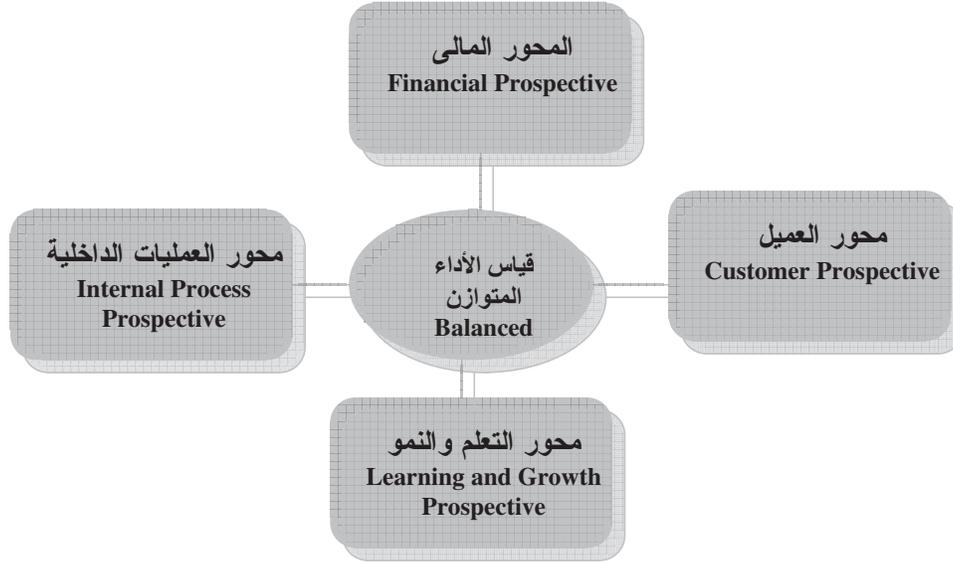 المحور المالى
Financial Prospective
محور العمليات الداخلية
Internal Process
Prospective
قياس الأداء
المتوازن
Balanced
محور العميل
Customer Prospective
محور التعلم والنمو
Learning and Growth
Prospective